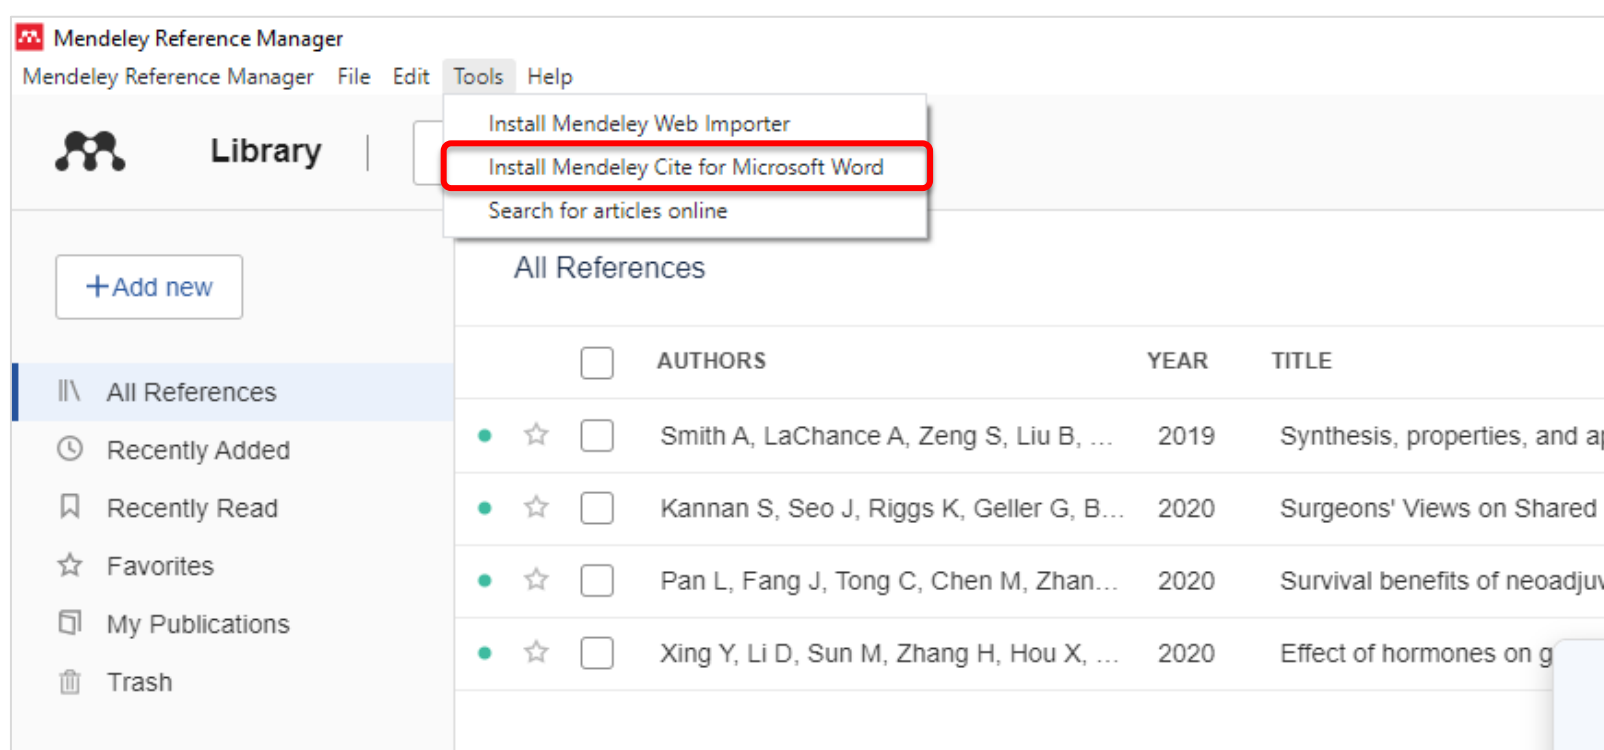 Mendeley Reference Manager
Mendeley Reference Manager File Edit Tools Help
Install Mendeley Web Importer
Install Mendeley Cite for Microsoft Word
Search for articles online
Library
+Add new
All References
Recently Added
Recently Read
Favorites
My Publications
Trash
All References
AUTHORS YEAR TITLE
Smith A, LaChance A, Zeng S, Liu B, ... 2019 Synthesis, properties, and
Kannan S, Seo J, Riggs K, Geller G, B... 2020 Surgeons' Views on Shared
Pan L, Fang J, Tong C, Chen M, Zhan... 2020 Survival benefits of
Xing Y, Li D, Sun M, Zhang H, Hou X, ... 2020 Effect of hormones on